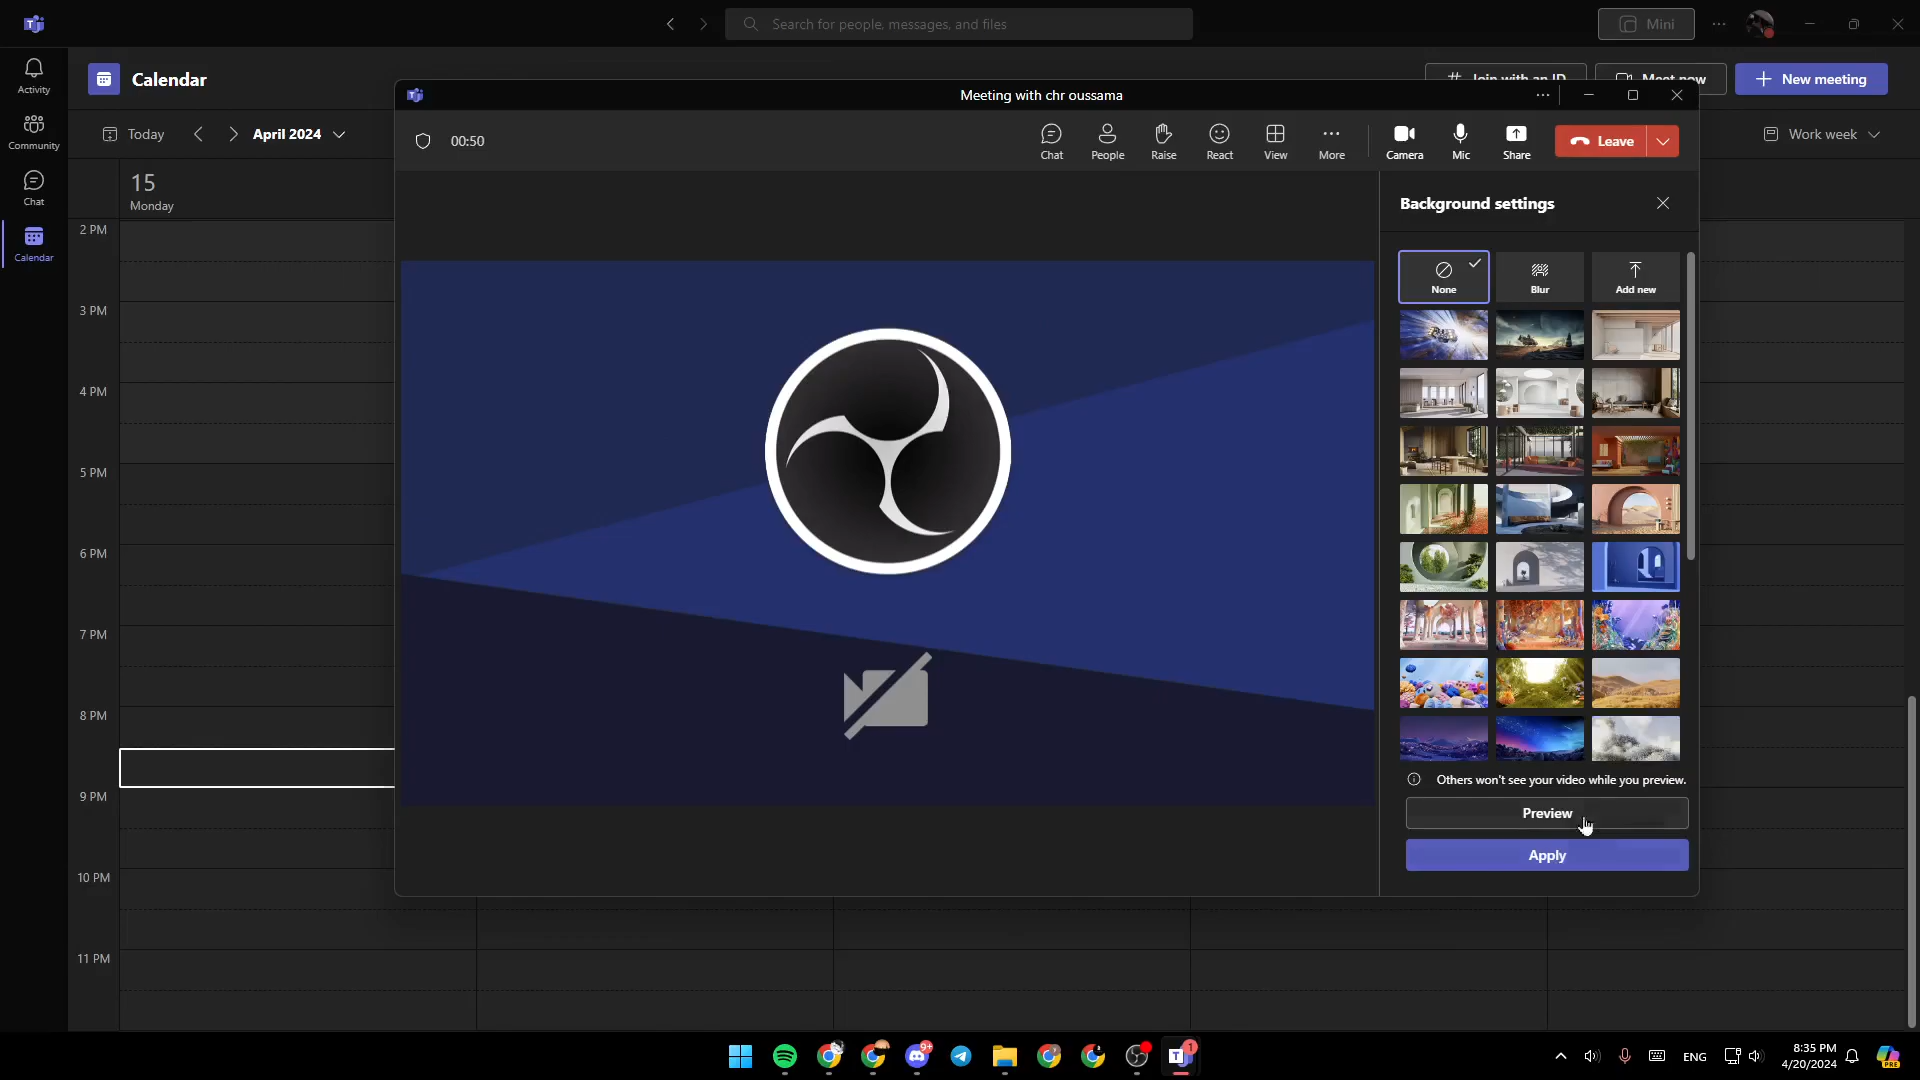 Search for people, messages, and files
Mini
Activity
Community
Chat
Calendar
Calendar
Join with an ID
Meet now
New meeting
Today
April 2024
Work week
15
Monday
2 PM
3 PM
4 PM
5 PM
6 PM
7 PM
8 PM
9 PM
10 PM
11 PM
Meeting with chr oussama
00:50
Chat
People
Raise
React
View
More
Camera
Mic
Share
Leave
Background settings
None
Blur
Add new
Others won't see your video while you preview.
Preview
Apply
9+
1
ENG
8:35 PM
4/20/2024
PRE